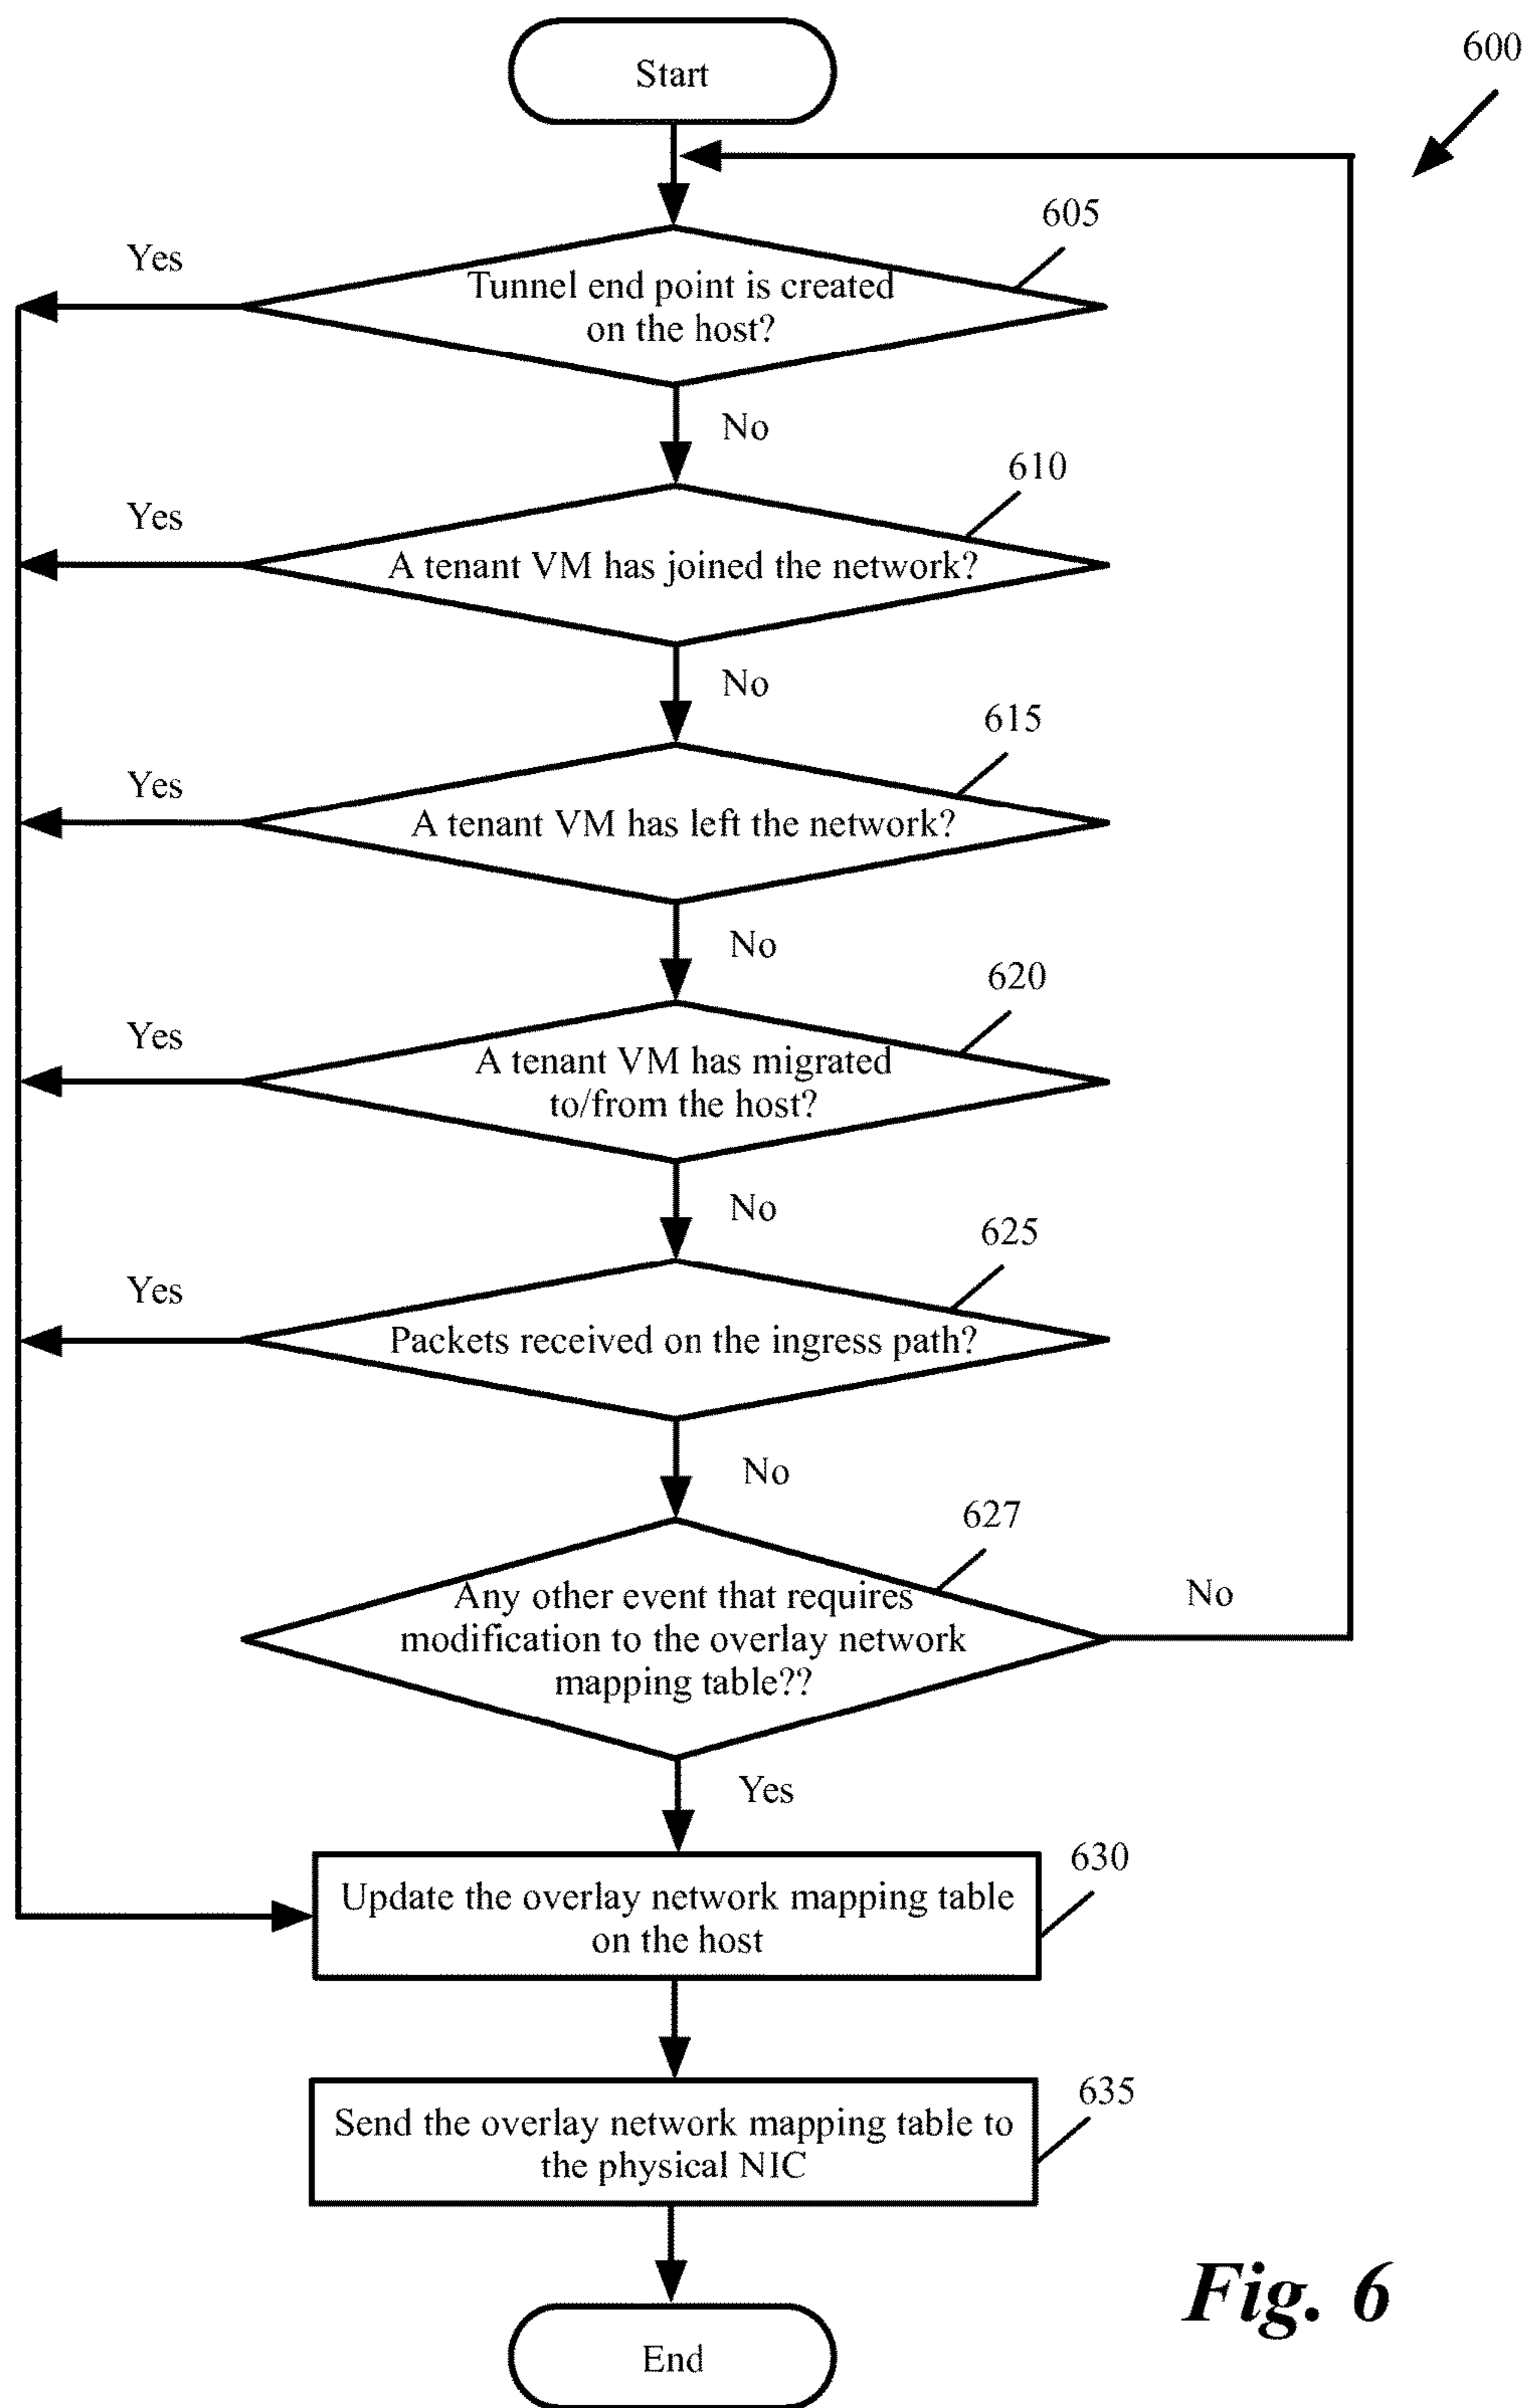 Start
600
605
Yes
Tunnel end point is created
on the host?
No
610
Yes
A tenant VM has joined the network?
No
615
Yes
A tenant VM has left the network?
No
620
Yes
A tenant VM has migrated
to/from the host?
No
625
Yes
Packets received on the ingress path?
No
627
Any other event that requires
modification to the overlay network
mapping table??
No
Yes
630
Update the overlay network mapping table
on the host
635
Send the overlay network mapping table to
the physical NIC
End
Fig. 6